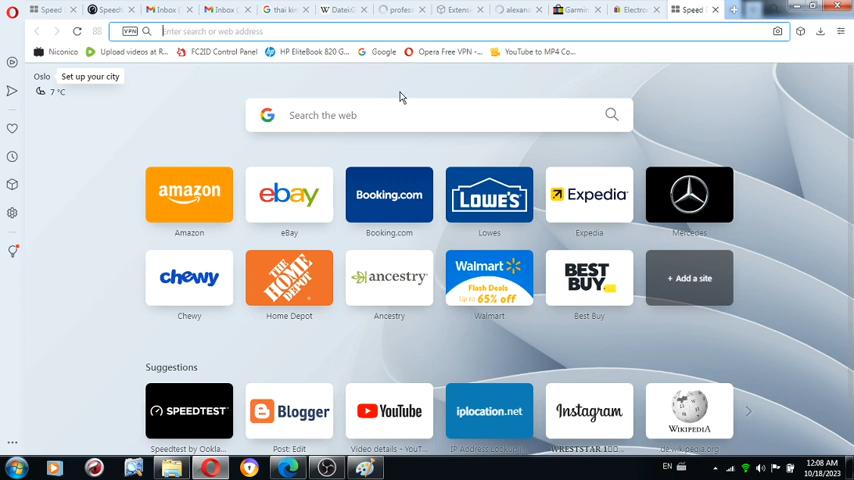 Speed
Speed
Inbox (
Inbox (
thai kin
DateiG
profess
Extens
alexan
Garmin
Electro
Speed D
VPN
Enter search or web address
Niconico
Upload videos at R...
FC2ID Control Panel
HP EliteBook 820 G...
Google
Opera Free VPN -...
YouTube to MP4 Co...
Oslo
Set up your city
7 °C
Search the web
amazon
ebay
Booking.com
LOWE'S
Expedia
Amazon
eBay
Booking.com
Lowes
Expedia
Mercedes
chewy
THE HOME DEPOT
ancestry
Walmart
Flash Deals
Up to 65% off
BEST BUY
+ Add a site
Chewy
Home Depot
Ancestry
Walmart
Best Buy
Suggestions
SPEEDTEST
Blogger
YouTube
iplocation.net
Instagram
WIKIPEDIA
Speedtest by Ookla...
Post: Edit
Video details - YouT...
IP Address Lookup
WRESTSTAR 1
de.wikipedia.org
EN
12:08 AM
10/18/2023